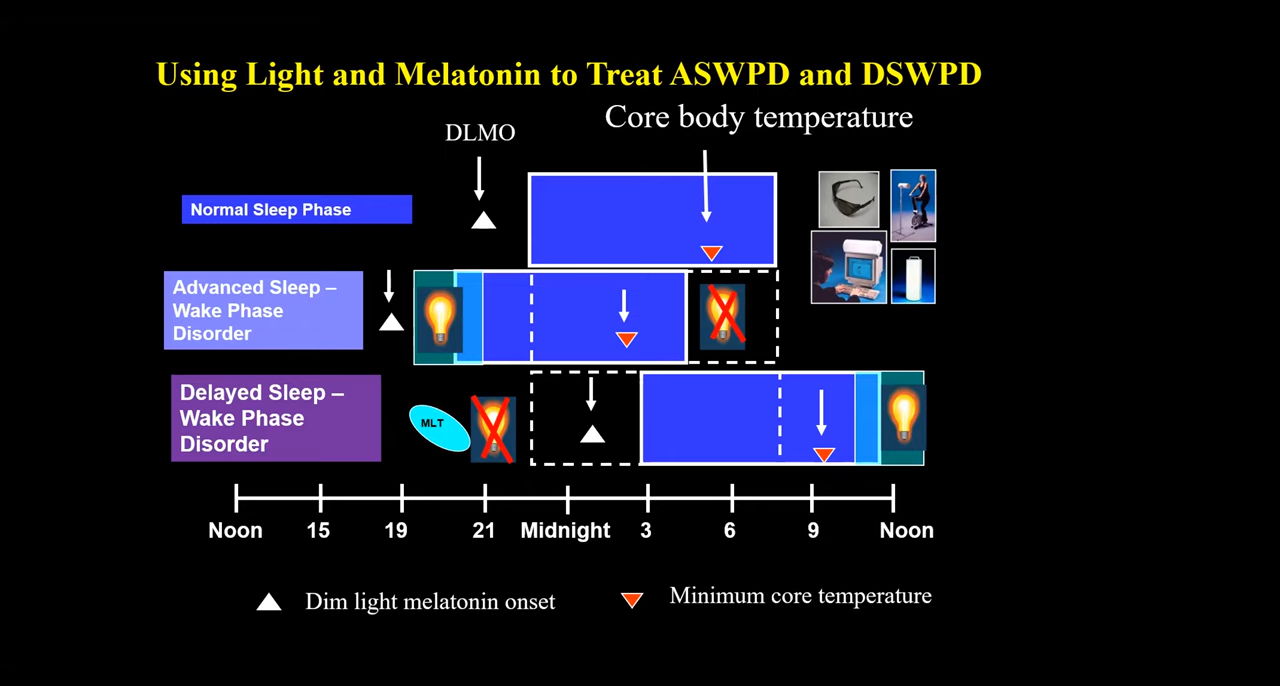 Using Light and Melatonin to Treat ASWPD and DSWPD
DLMO
Core body temperature
Normal Sleep Phase
Advanced Sleep –
Wake Phase
Disorder
Delayed Sleep –
Wake Phase
Disorder
MLT
Noon 15 19 21 Midnight 3 6 9 Noon
Dim light melatonin onset
Minimum core temperature